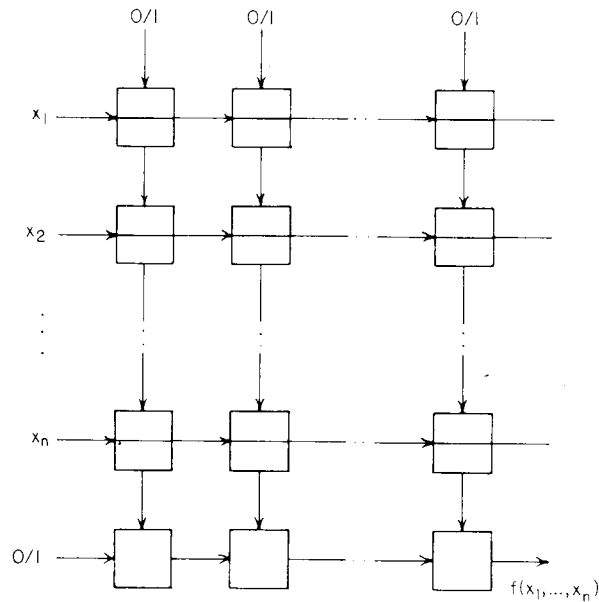 0/1 0/1 0/1
x₁
x₂
xₙ
0/1
f(x₁,...,xₙ)